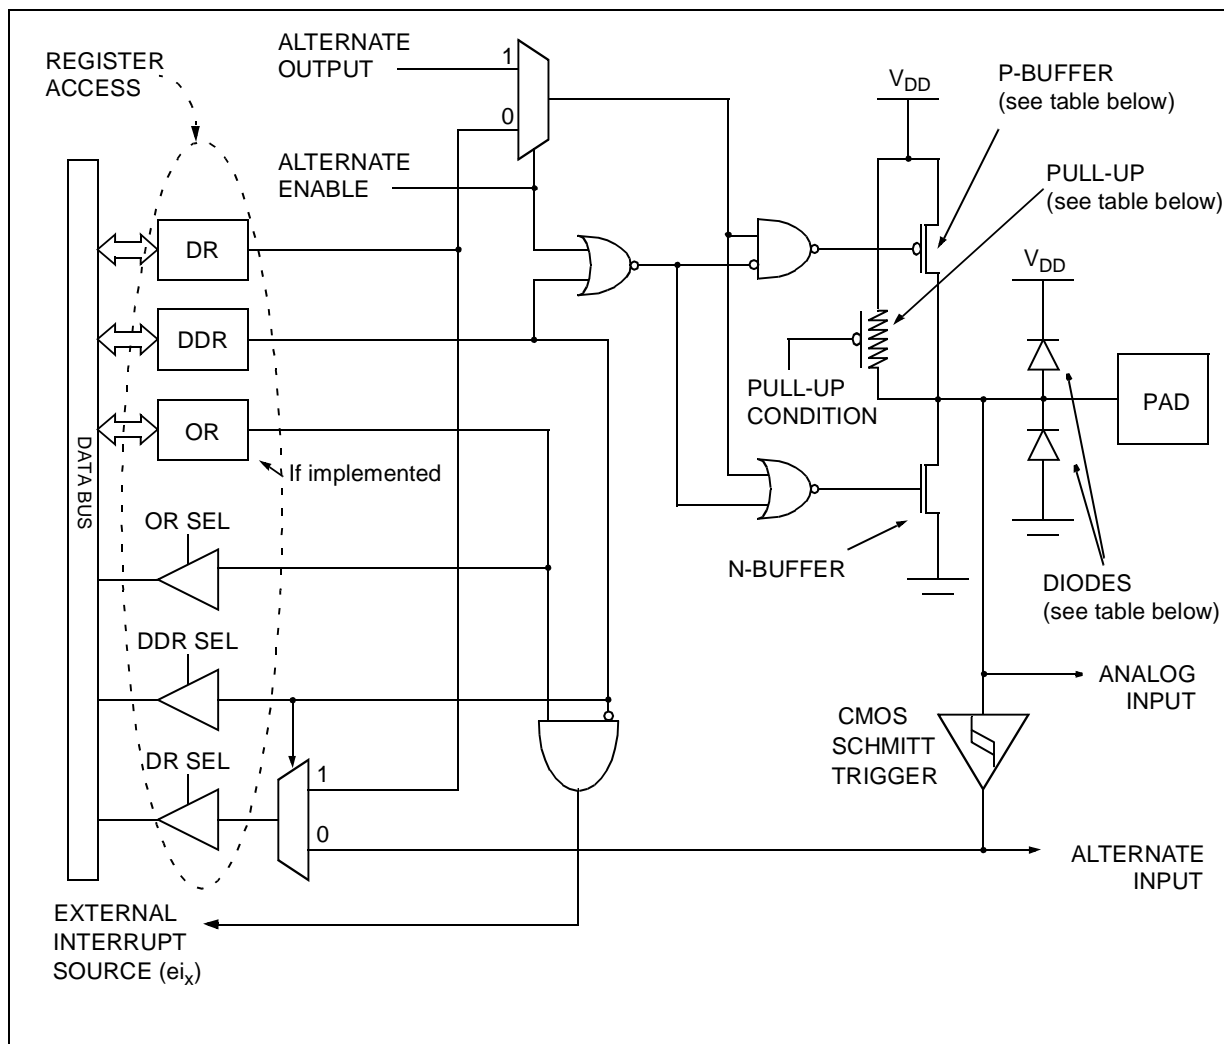 REGISTER
ACCESS
ALTERNATE
OUTPUT
1
0
ALTERNATE
ENABLE
VDD
P-BUFFER
(see table below)
PULL-UP
(see table below)
VDD
DR
DDR
OR
If implemented
DATA BUS
PULL-UP
CONDITION
PAD
OR SEL
N-BUFFER
DIODES
(see table below)
DDR SEL
ANALOG
INPUT
CMOS
SCHMITT
TRIGGER
DR SEL
1
0
ALTERNATE
INPUT
EXTERNAL
INTERRUPT
SOURCE (eix)